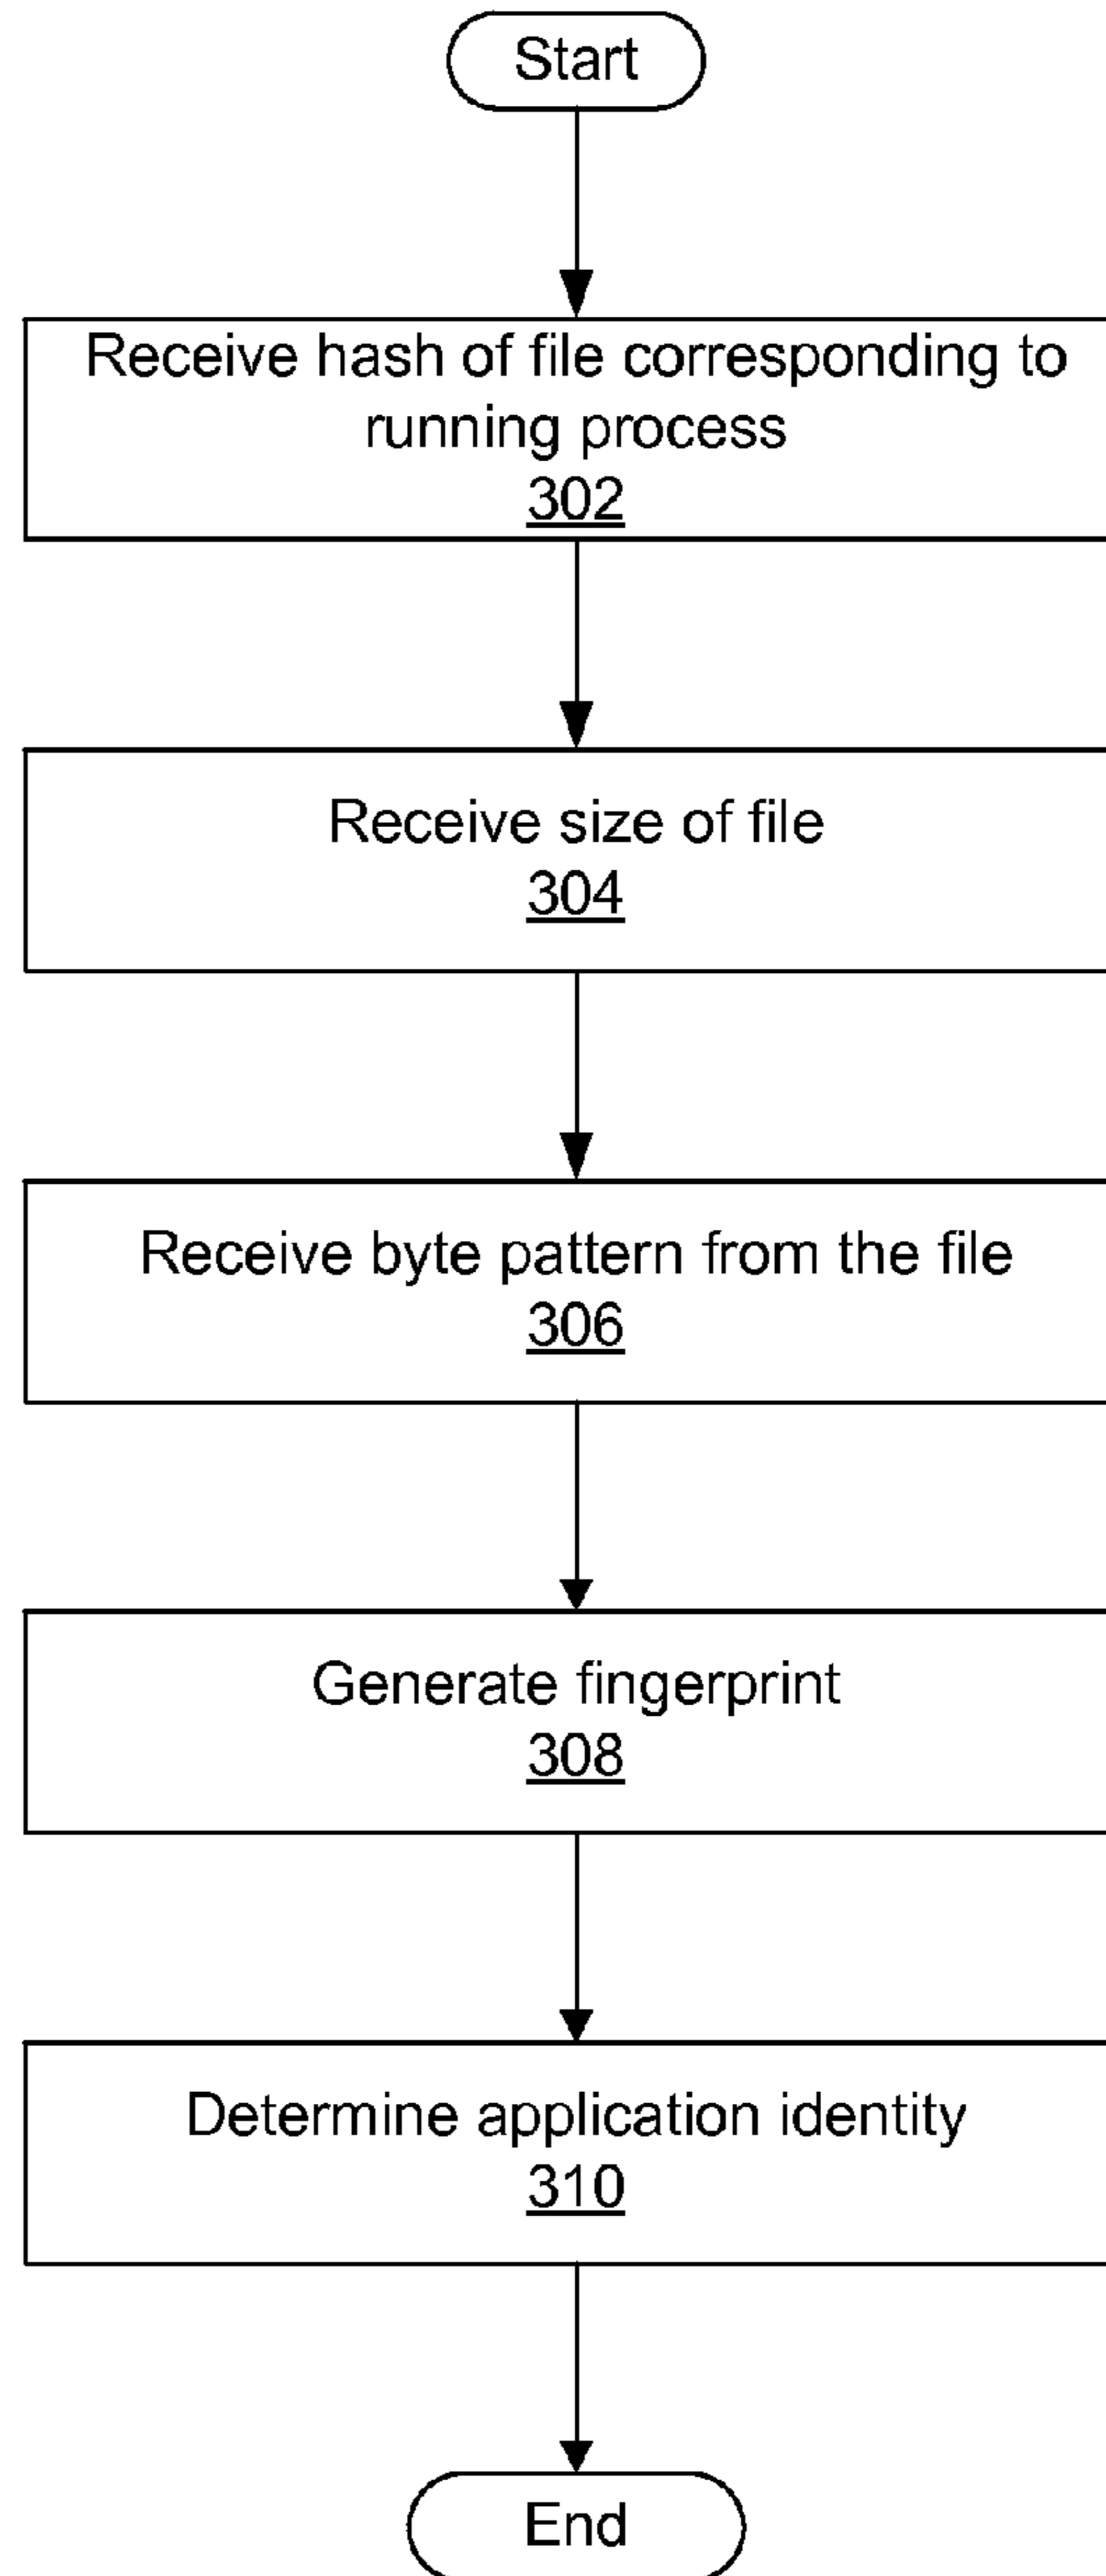 Start
Receive hash of file corresponding to
running process
302
Receive size of file
304
Receive byte pattern from the file
306
Generate fingerprint
308
Determine application identity
310
End